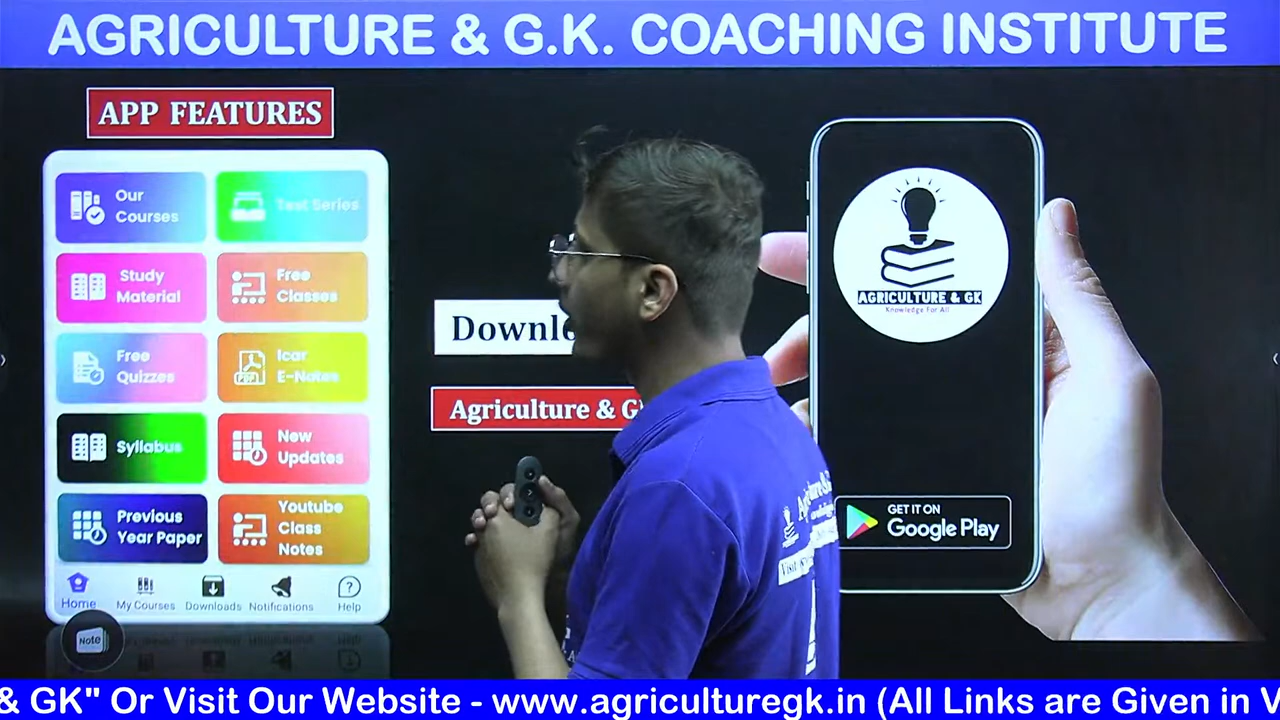 AGRICULTURE & G.K. COACHING INSTITUTE
APP FEATURES
Our
Courses
Test Series
Study
Material
Free
Classes
Free
Quizzes
Icar
E-Notes
Syllabus
New
Updates
Previous
Year Paper
Youtube
Class
Notes
Home
My Courses
Downloads
Notifications
Help
Note
Downlo
Agriculture & G
AGRICULTURE & GK
Knowledge For All
GET IT ON
Google Play
Visit
& GK" Or Visit Our Website - www.agriculturegk.in (All Links are Given in V